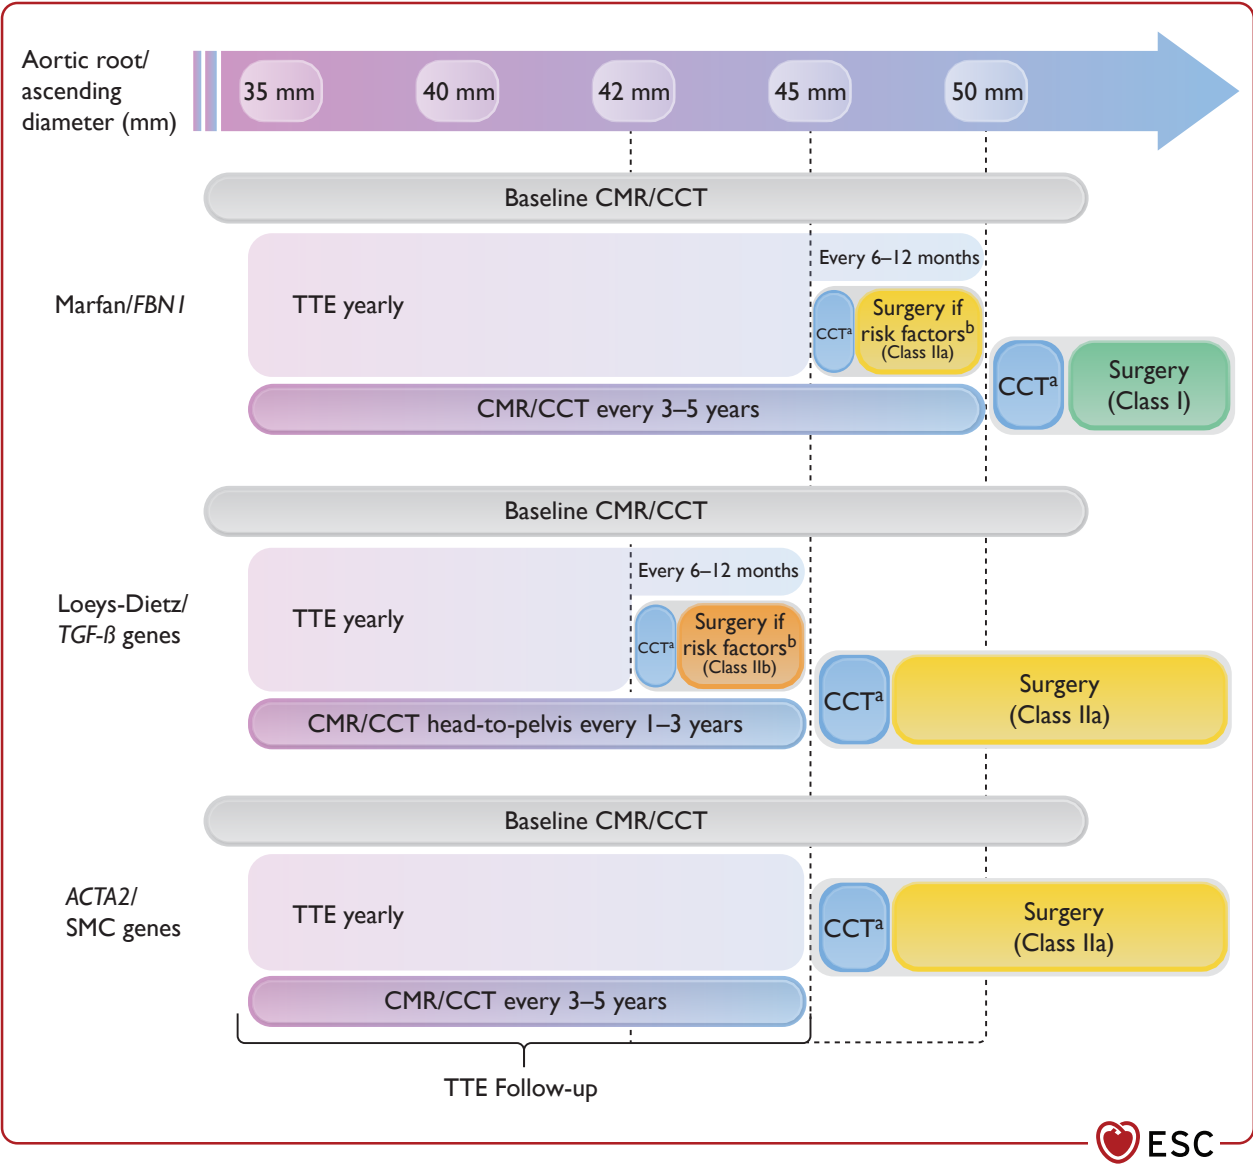 Aortic root/
ascending
diameter (mm)
35 mm
40 mm
42 mm
45 mm
50 mm
Baseline CMR/CCT
Marfan/FBN1
TTE yearly
Every 6–12 months
CCTa
Surgery if
risk factorsb
(Class IIa)
CMR/CCT every 3–5 years
CCTa
Surgery
(Class I)
Baseline CMR/CCT
Loeys-Dietz/
TGF-ß genes
TTE yearly
Every 6–12 months
CCTa
Surgery if
risk factorsb
(Class IIb)
CMR/CCT head-to-pelvis every 1–3 years
CCTa
Surgery
(Class IIa)
Baseline CMR/CCT
ACTA2/
SMC genes
TTE yearly
CCTa
Surgery
(Class IIa)
CMR/CCT every 3–5 years
TTE Follow-up
ESC